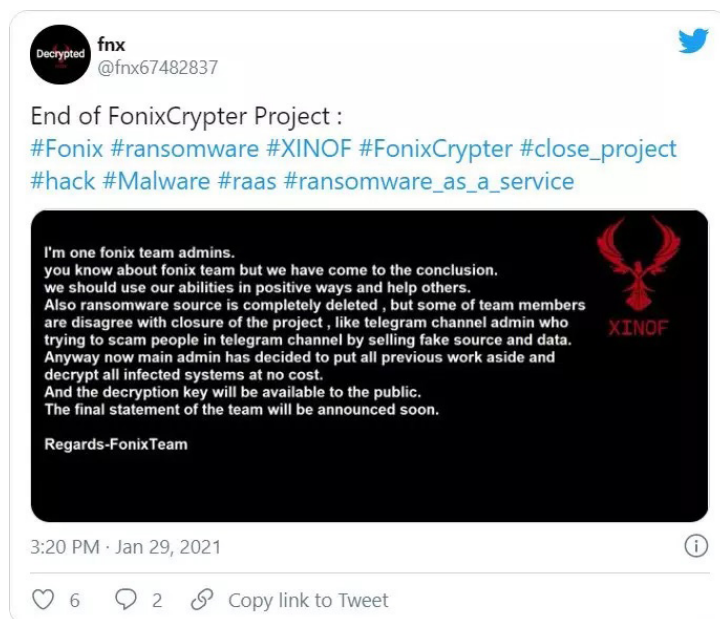 Decrypted
fnx
@fnx67482837
End of FonixCrypter Project :
#Fonix #ransomware #XINOF #FonixCrypter #close_project
#hack #Malware #raas #ransomware_as_a_service
I'm one fonix team admins.
you know about fonix team but we have come to the conclusion.
we should use our abilities in positive ways and help others.
Also ransomware source is completely deleted , but some of team members
are disagree with closure of the project , like telegram channel admin who
trying to scam people in telegram channel by selling fake source and data.
Anyway now main admin has decided to put all previous work aside and
decrypt all infected systems at no cost.
And the decryption key will be available to the public.
The final statement of the team will be announced soon.
Regards-FonixTeam
XINOF
3:20 PM · Jan 29, 2021
6 2 Copy link to Tweet